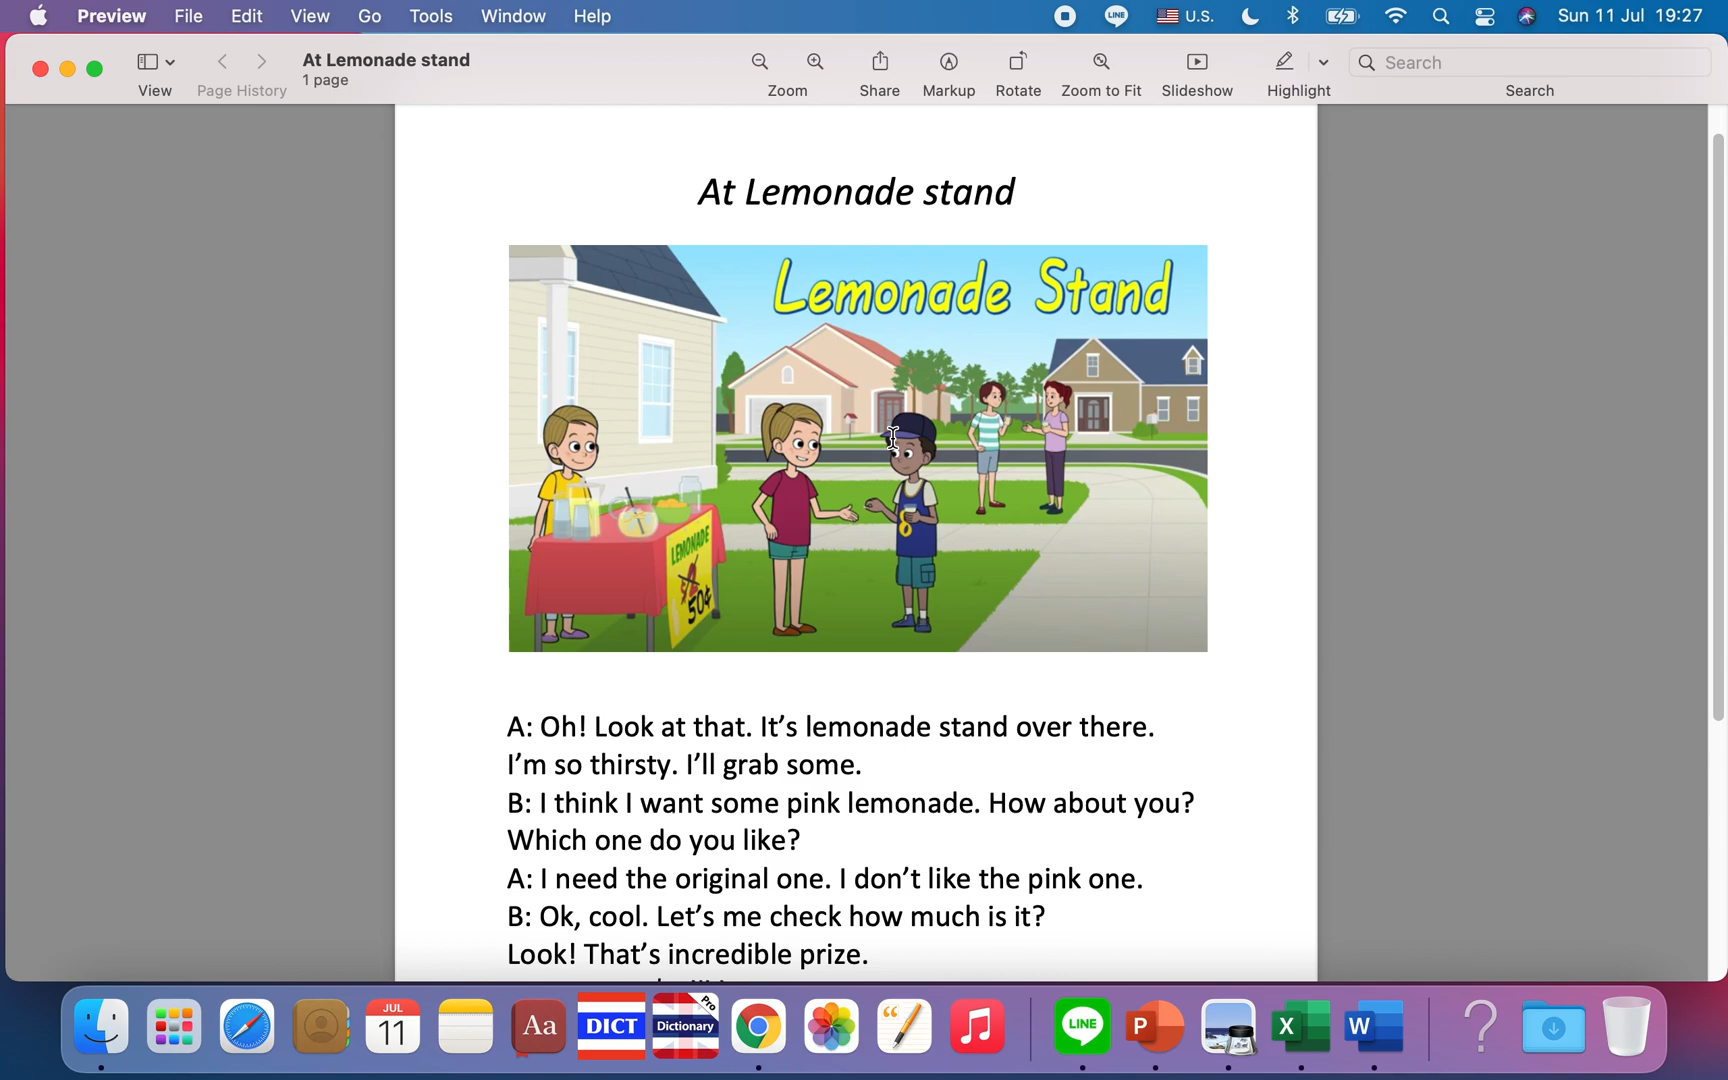 Preview File Edit View Go Tools Window Help LINE U.S. Sun 11 Jul 19:27
At Lemonade stand
1 page
View Page History Zoom Share Markup Rotate Zoom to Fit Slideshow Highlight Search
Search
At Lemonade stand
Lemonade Stand
LEMONADE
$2
50¢
8
A: Oh! Look at that. It’s lemonade stand over there.
I’m so thirsty. I’ll grab some.
B: I think I want some pink lemonade. How about you?
Which one do you like?
A: I need the original one. I don’t like the pink one.
B: Ok, cool. Let’s me check how much is it?
Look! That’s incredible prize.
JUL
11
Aa
DICT
Pro
Dictionary
LINE
P
X
W
?